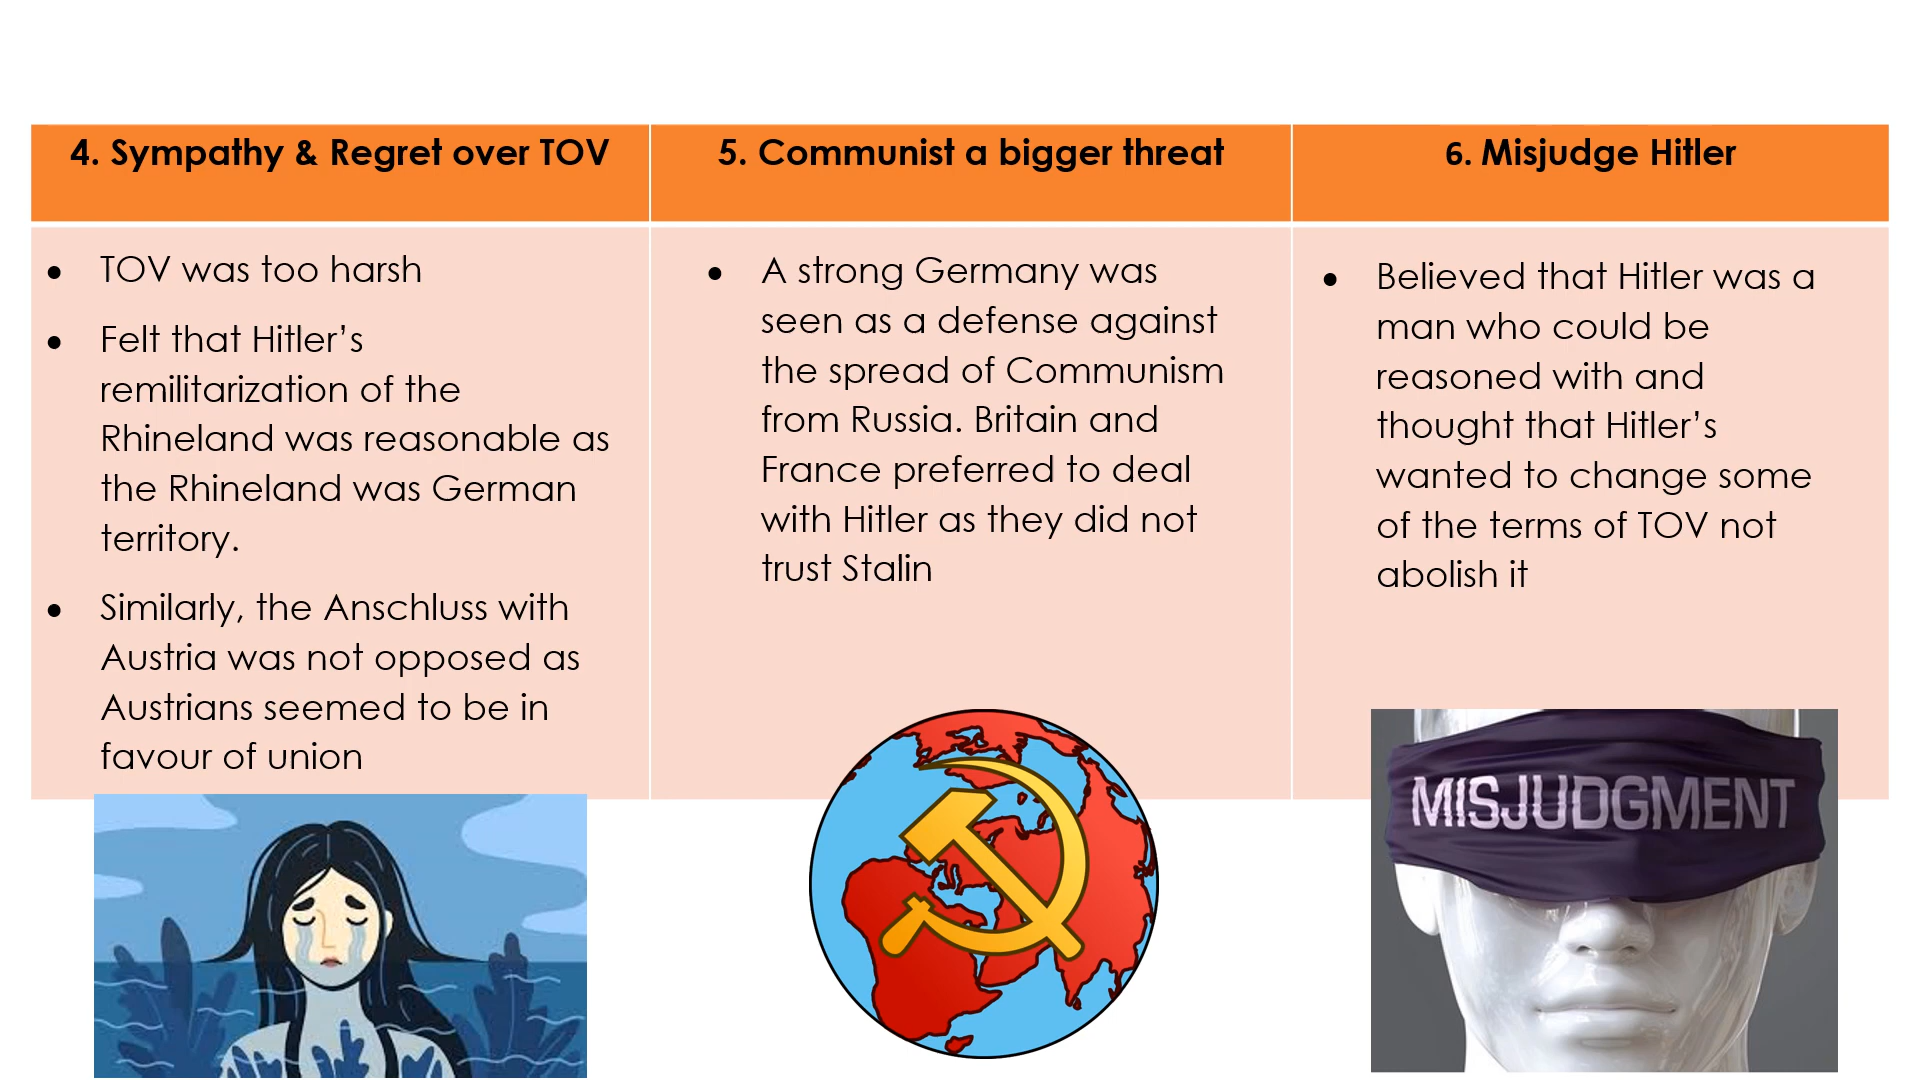 4. Sympathy & Regret over TOV
5. Communist a bigger threat
6. Misjudge Hitler
● TOV was too harsh
● Felt that Hitler’s
remilitarization of the
Rhineland was reasonable as
the Rhineland was German
territory.
● Similarly, the Anschluss with
Austria was not opposed as
Austrians seemed to be in
favour of union
● A strong Germany was
seen as a defense against
the spread of Communism
from Russia. Britain and
France preferred to deal
with Hitler as they did not
trust Stalin
● Believed that Hitler was a
man who could be
reasoned with and
thought that Hitler’s
wanted to change some
of the terms of TOV not
abolish it
MISJUDGMENT